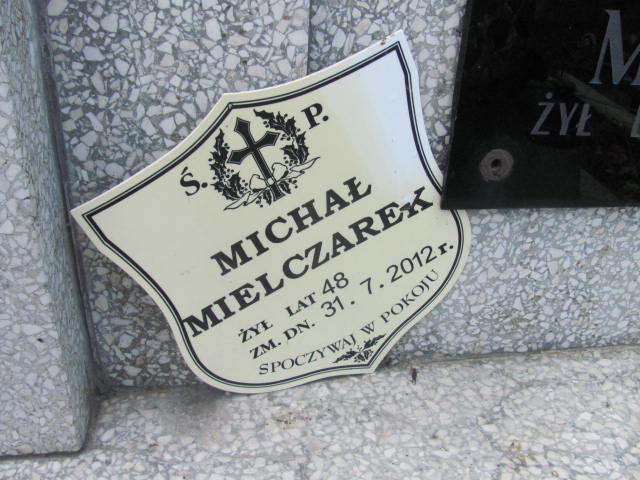 Ś. P.
MICHAŁ
MIELCZAREK
ŻYŁ LAT 48
ZM. DN. 31.7.2012 r.
SPOCZYWAJ W POKOJU
ŻYŁ